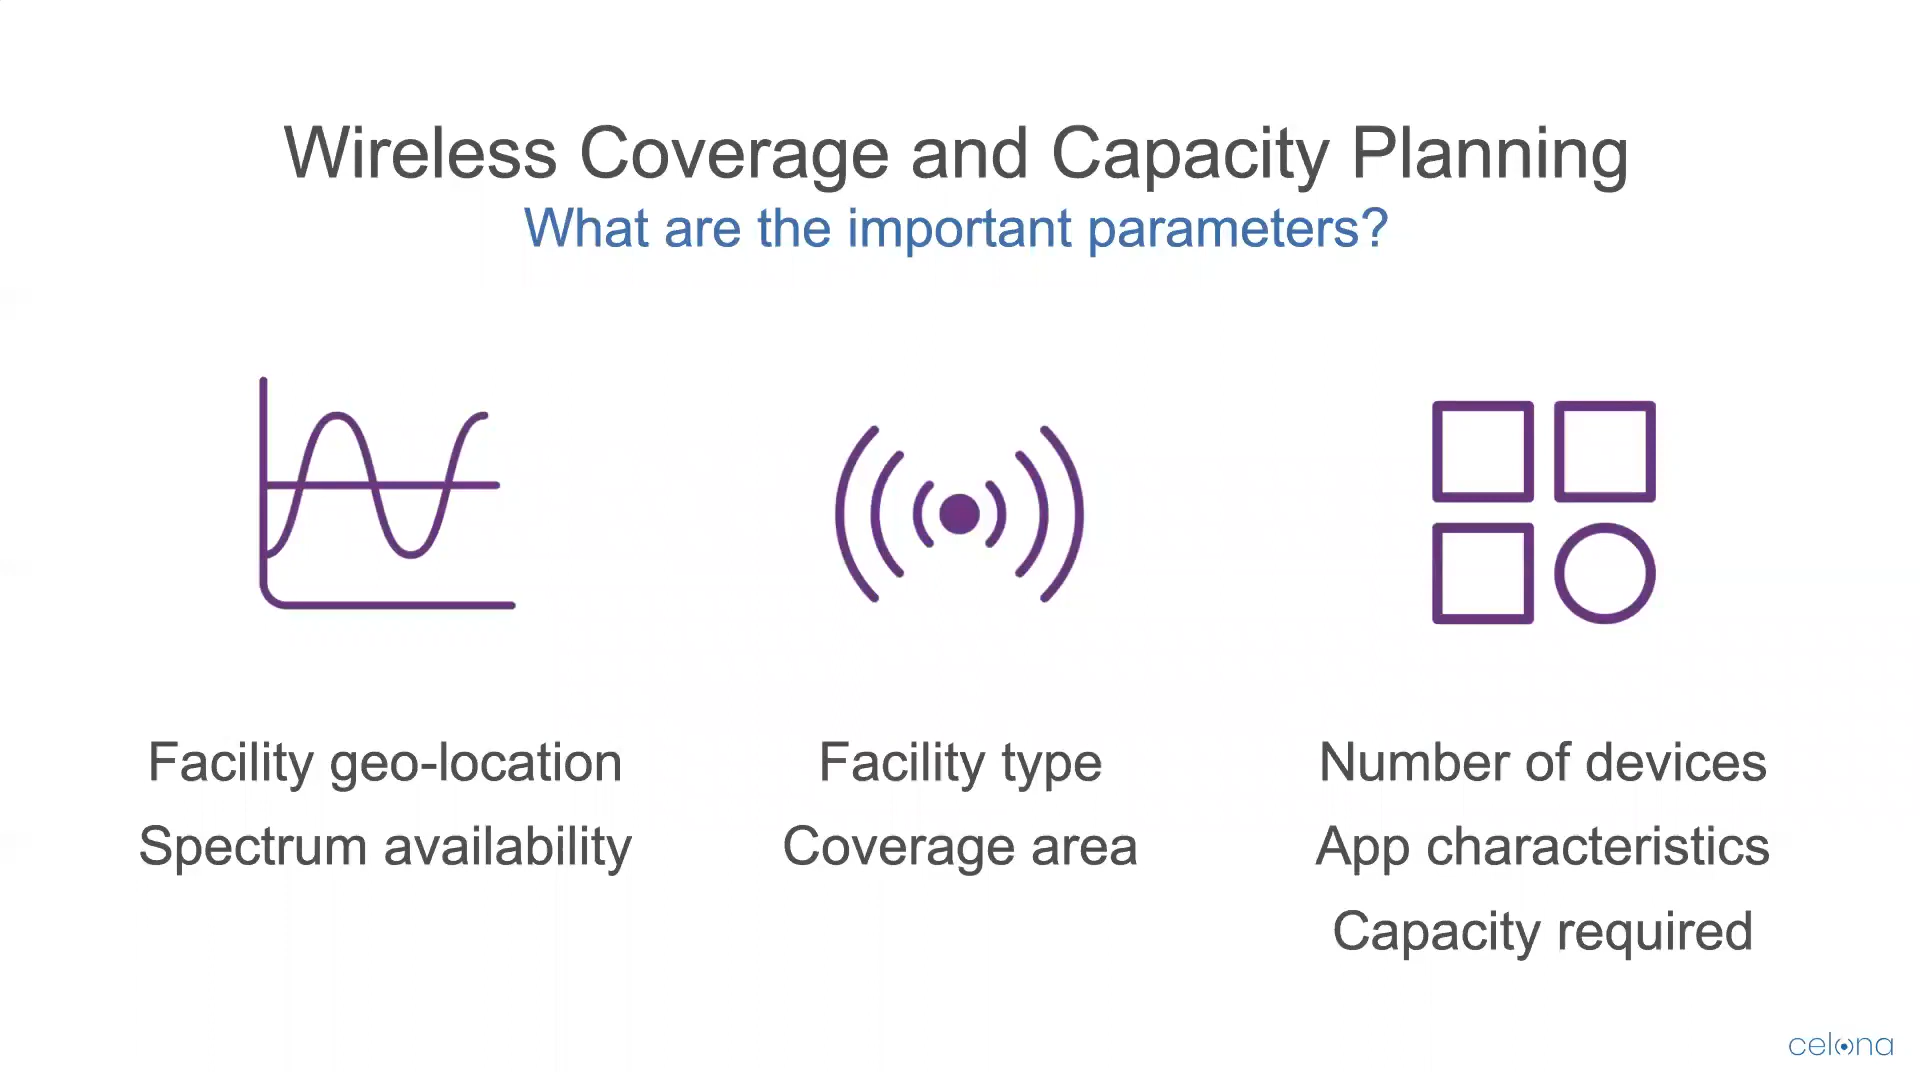 Wireless Coverage and Capacity Planning
What are the important parameters?
Facility geo-location
Spectrum availability
Facility type
Coverage area
Number of devices
App characteristics
Capacity required
celona